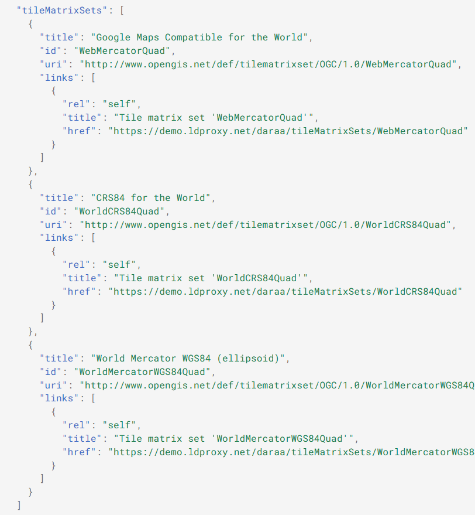 "tileMatrixSets": [
{
"title": "Google Maps Compatible for the World",
"id": "WebMercatorQuad",
"uri": "http://www.opengis.net/def/tilematrixset/OGC/1.0/WebMercatorQuad",
"links": [
{
"rel": "self",
"title": "Tile matrix set 'WebMercatorQuad'",
"href": "https://demo.ldproxy.net/daraa/tileMatrixSets/WebMercatorQuad"
}
]
},
{
"title": "CRS84 for the World",
"id": "WorldCRS84Quad",
"uri": "http://www.opengis.net/def/tilematrixset/OGC/1.0/WorldCRS84Quad",
"links": [
{
"rel": "self",
"title": "Tile matrix set 'WorldCRS84Quad'",
"href": "https://demo.ldproxy.net/daraa/tileMatrixSets/WorldCRS84Quad"
}
]
},
{
"title": "World Mercator WGS84 (ellipsoid)",
"id": "WorldMercatorWGS84Quad",
"uri": "http://www.opengis.net/def/tilematrixset/OGC/1.0/WorldMercatorWGS84Q
"links": [
{
"rel": "self",
"title": "Tile matrix set 'WorldMercatorWGS84Quad'",
"href": "https://demo.ldproxy.net/daraa/tileMatrixSets/WorldMercatorWGS8
}
]
}
]